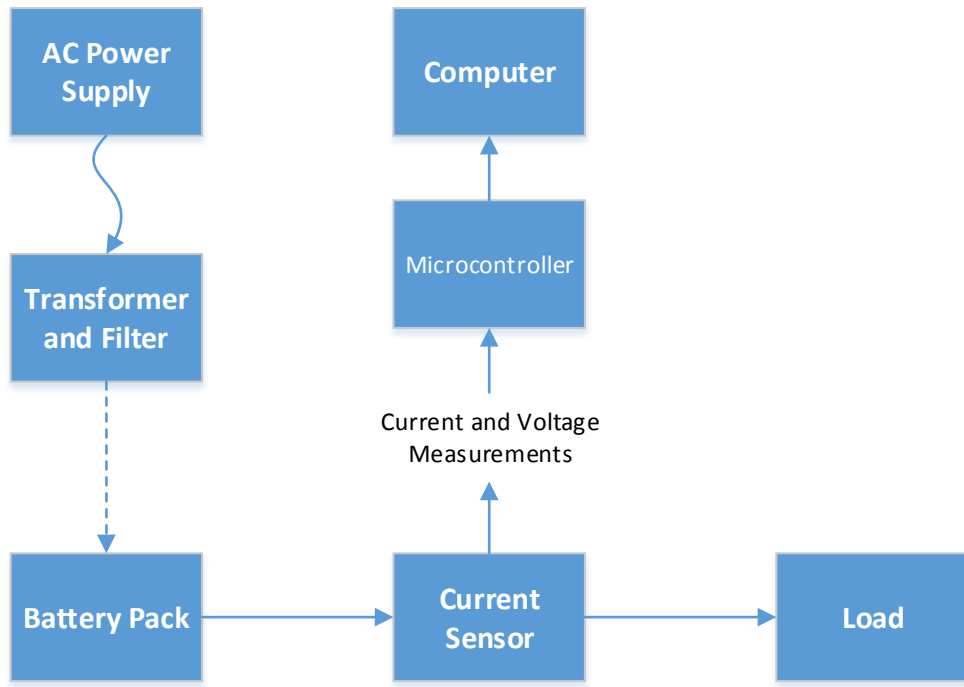 AC Power
Supply
Computer
Microcontroller
Transformer
and Filter
Current and Voltage
Measurements
Battery Pack
Current
Sensor
Load